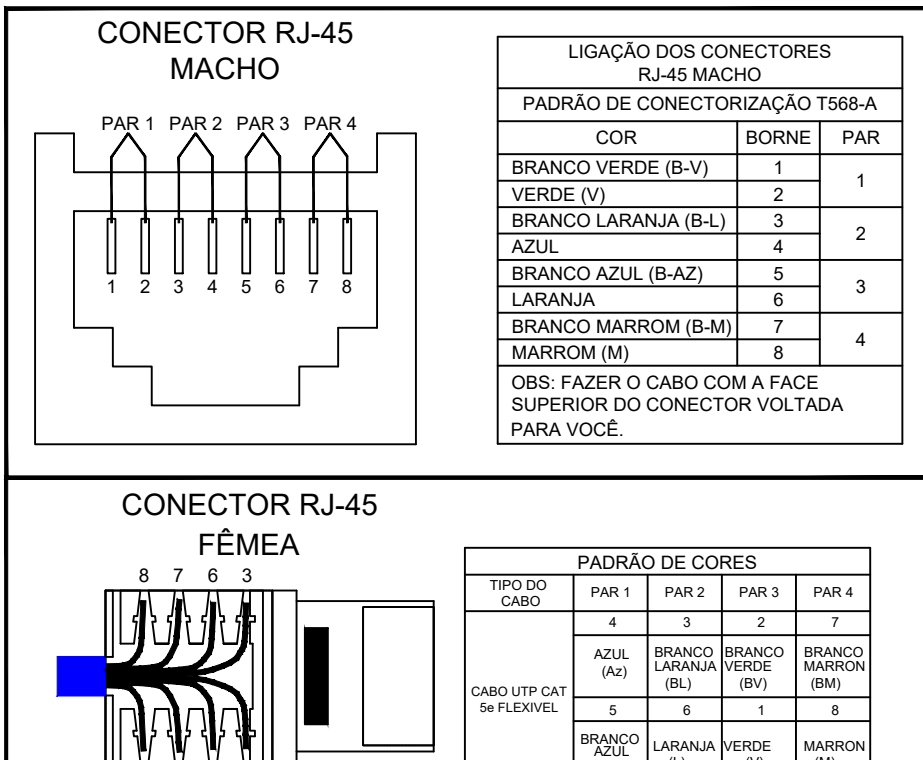 CONECTOR RJ-45
MACHO
PAR 1 PAR 2 PAR 3 PAR 4
1 2 3 4 5 6 7 8
LIGAÇÃO DOS CONECTORES
RJ-45 MACHO
PADRÃO DE CONECTORIZAÇÃO T568-A
COR BORNE PAR
BRANCO VERDE (B-V) 1
1
VERDE (V) 2
BRANCO LARANJA (B-L) 3
2
AZUL 4
BRANCO AZUL (B-AZ) 5
3
LARANJA 6
BRANCO MARROM (B-M) 7
4
MARROM (M) 8
OBS: FAZER O CABO COM A FACE
SUPERIOR DO CONECTOR VOLTADA
PARA VOCÊ.
CONECTOR RJ-45
FÊMEA
8 7 6 3
PADRÃO DE CORES
TIPO DO
CABO
PAR 1 PAR 2 PAR 3 PAR 4
CABO UTP CAT
5e FLEXIVEL
4 3 2 7
AZUL
(Az)
BRANCO
LARANJA
(BL)
BRANCO
VERDE
(BV)
BRANCO
MARRON
(BM)
5 6 1 8
BRANCO
AZUL
LARANJA
(L)
VERDE
(V)
MARRON
(M)